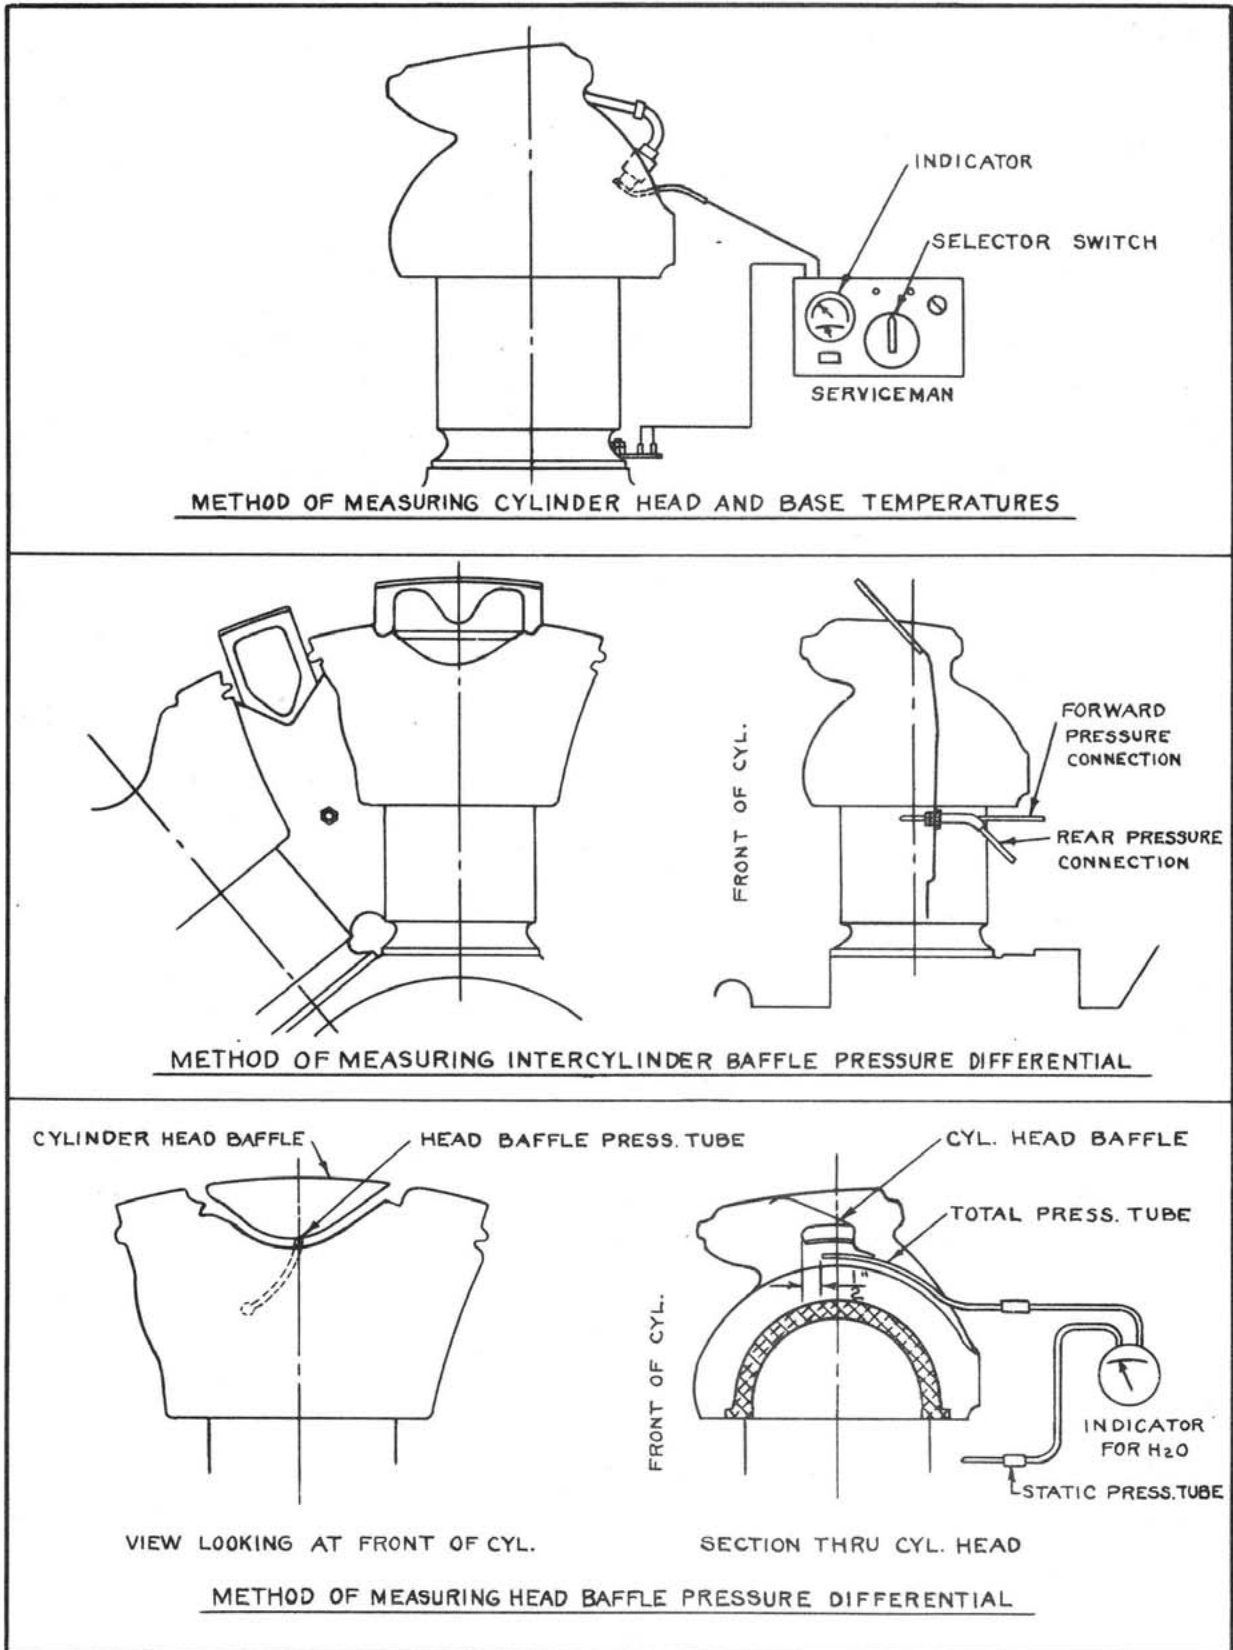 INDICATOR
SELECTOR SWITCH
SERVICEMAN
METHOD OF MEASURING CYLINDER HEAD AND BASE TEMPERATURES
FRONT OF CYL.
FORWARD
PRESSURE
CONNECTION
REAR PRESSURE
CONNECTION
METHOD OF MEASURING INTERCYLINDER BAFFLE PRESSURE DIFFERENTIAL
CYLINDER HEAD BAFFLE
HEAD BAFFLE PRESS. TUBE
CYL. HEAD BAFFLE
TOTAL PRESS. TUBE
1/2"
FRONT OF CYL.
INDICATOR
FOR H2O
STATIC PRESS. TUBE
VIEW LOOKING AT FRONT OF CYL.
SECTION THRU CYL. HEAD
METHOD OF MEASURING HEAD BAFFLE PRESSURE DIFFERENTIAL